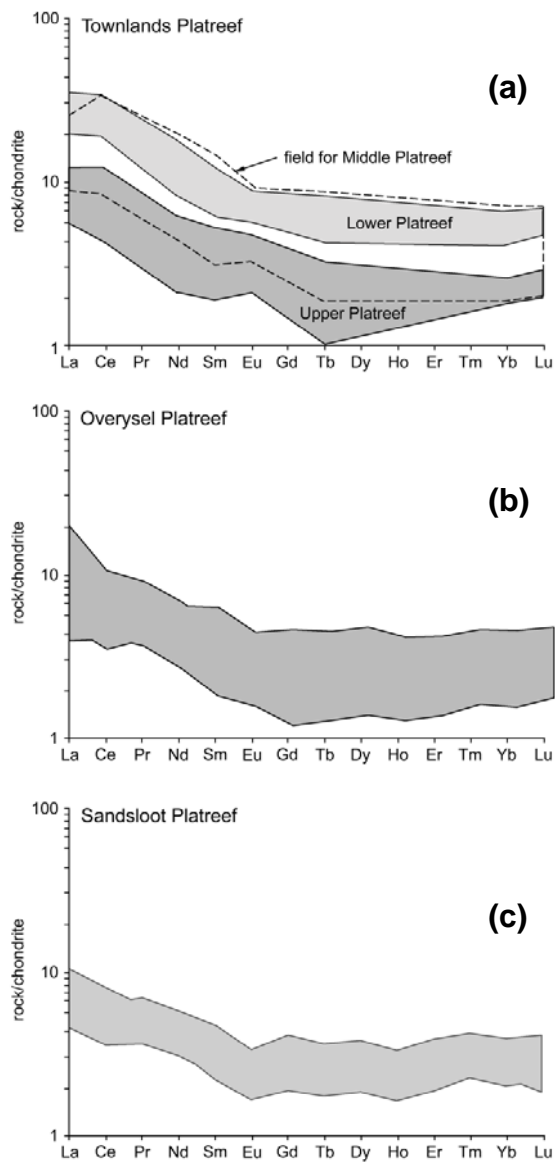 100
Townlands Platreef
(a)
field for Middle Platreef
rock/chondrite
10
Lower Platreef
Upper Platreef
1
La Ce Pr Nd Sm Eu Gd Tb Dy Ho Er Tm Yb Lu
100
Overysel Platreef
(b)
rock/chondrite
10
1
La Ce Pr Nd Sm Eu Gd Tb Dy Ho Er Tm Yb Lu
100
Sandsloot Platreef
(c)
rock/chondrite
10
1
La Ce Pr Nd Sm Eu Gd Tb Dy Ho Er Tm Yb Lu